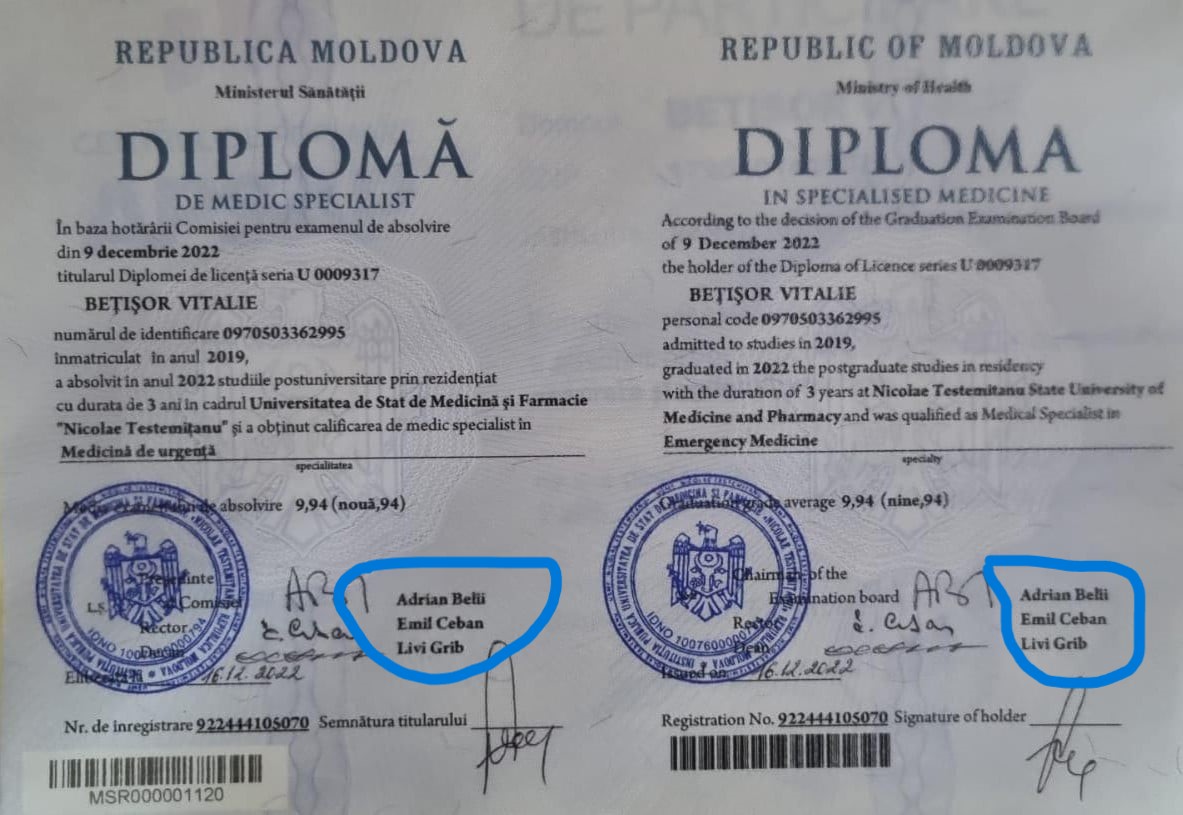 REPUBLICA MOLDOVA
Ministerul Sănătății
DIPLOMĂ
DE MEDIC SPECIALIST
În baza hotărârii Comisiei pentru examenul de absolvire
din 9 decembrie 2022
titularul Diplomei de licență seria U 0009317
BEȚIȘOR VITALIE
numărul de identificare 0970503362995
înmatriculat în anul 2019,
a absolvit în anul 2022 studiile postuniversitare prin rezidențiat
cu durata de 3 ani în cadrul Universitatea de Stat de Medicină și Farmacie
"Nicolae Testemițanu" și a obținut calificarea de medic specialist în
Medicină de urgență
specialitatea
de absolvire 9,94 (nouă,94)
Președinte
Comisiei
Rector
L.Ș.
Adrian Belîi
Emil Ceban
Livi Grib
16.12.2022
Nr. de înregistrare 922444105070 Semnătura titularului
MSR000001120
REPUBLIC OF MOLDOVA
Ministry of Health
DIPLOMA
IN SPECIALISED MEDICINE
According to the decision of the Graduation Examination Board
of 9 December 2022
the holder of the Diploma of Licence series U 0009317
BEȚIȘOR VITALIE
personal code 0970503362995
admitted to studies in 2019,
graduated in 2022 the postgraduate studies in residency
with the duration of 3 years at Nicolae Testemitanu State University of
Medicine and Pharmacy and was qualified as Medical Specialist in
Emergency Medicine
specialty
Graduation grade average 9,94 (nine,94)
Chairman of the
Examination board
Rector
Dean
Adrian Belîi
Emil Ceban
Livi Grib
Issued on 16.12.2022
Registration No. 922444105070 Signature of holder